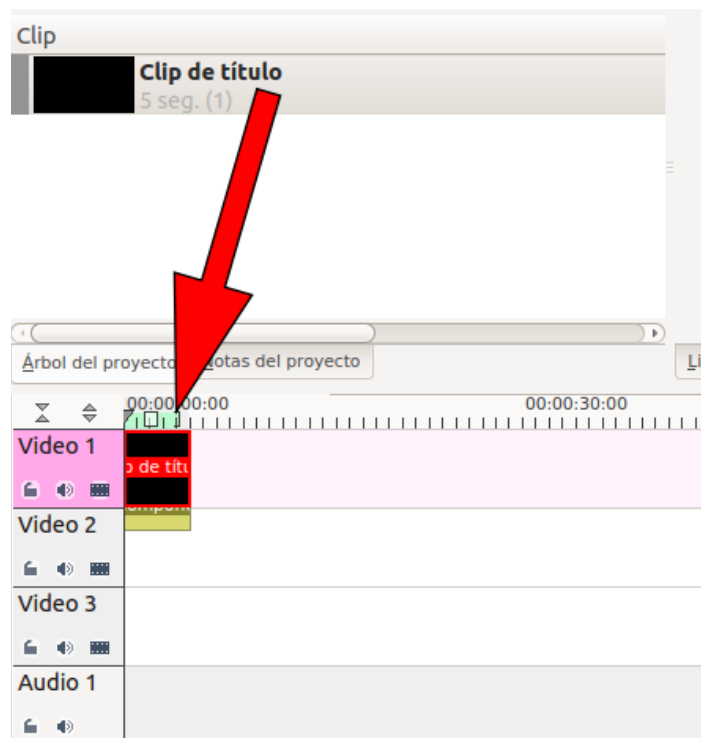 Clip
Clip de título
5 seg. (1)
Árbol del proyecto
otas del proyecto
Li
00:00:00:00
00:00:30:00
Video 1
o de títu
Video 2
Video 3
Audio 1